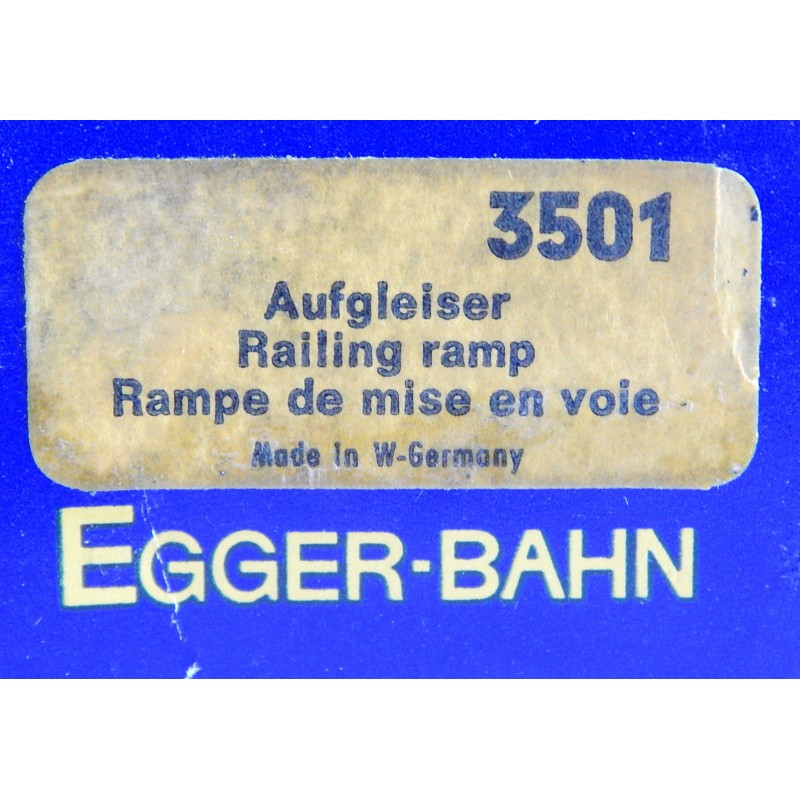 3501
Aufgleiser
Railing ramp
Rampe de mise en voie
Made in W-Germany
EGGER-BAHN